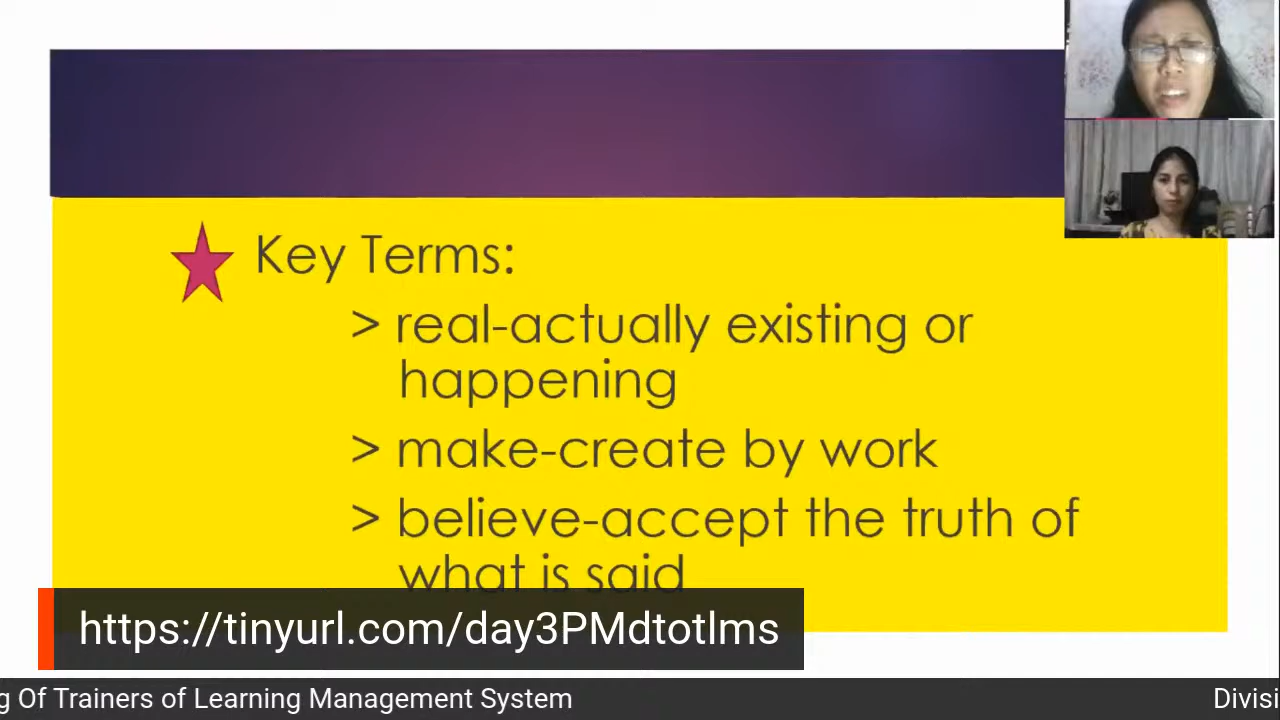 Key Terms:
> real-actually existing or
happening
> make-create by work
> believe-accept the truth of
what is said
https://tinyurl.com/day3PMdtotlms
g Of Trainers of Learning Management System
Divisi